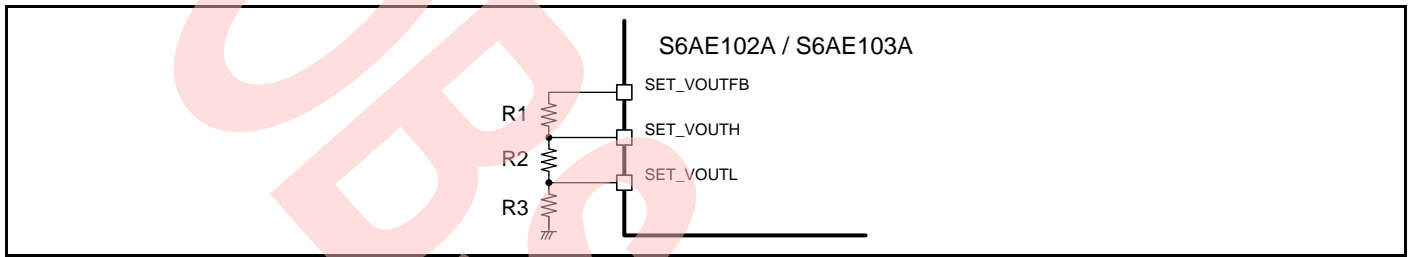 S6AE102A / S6AE103A
SET_VOUTFB
R1
SET_VOUTH
R2
SET_VOUTL
R3